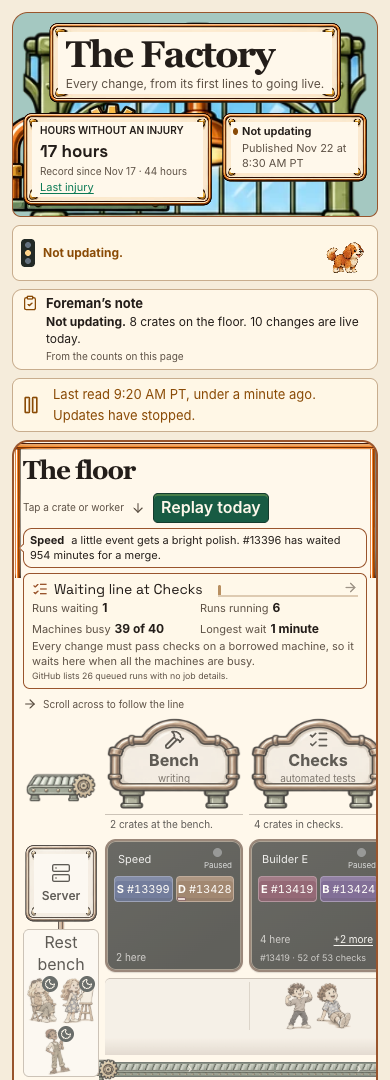 The Factory
Every change, from its first lines to going live.
HOURS WITHOUT AN INJURY
17 hours
Record since Nov 17 · 44 hours
Last injury
Not updating
Published Nov 22 at
8:30 AM PT
Not updating.
Foreman’s note
Not updating. 8 crates on the floor. 10 changes are live
today.
From the counts on this page
Last read 9:20 AM PT, under a minute ago.
Updates have stopped.
The floor
Tap a crate or worker
Replay today
Speed a little event gets a bright polish. #13396 has waited
954 minutes for a merge.
Waiting line at Checks
Runs waiting 1
Runs running 6
Machines busy 39 of 40
Longest wait 1 minute
Every change must pass checks on a borrowed machine, so it
waits here when all the machines are busy.
GitHub lists 26 queued runs with no job details.
Scroll across to follow the line
Bench
writing
Checks
automated tests
2 crates at the bench.
4 crates in checks.
Server
Rest
bench
Speed
Paused
S #13399
D #13428
2 here
Builder E
Paused
E #13419
B #13424
4 here
+2 more
#13419 · 52 of 53 checks